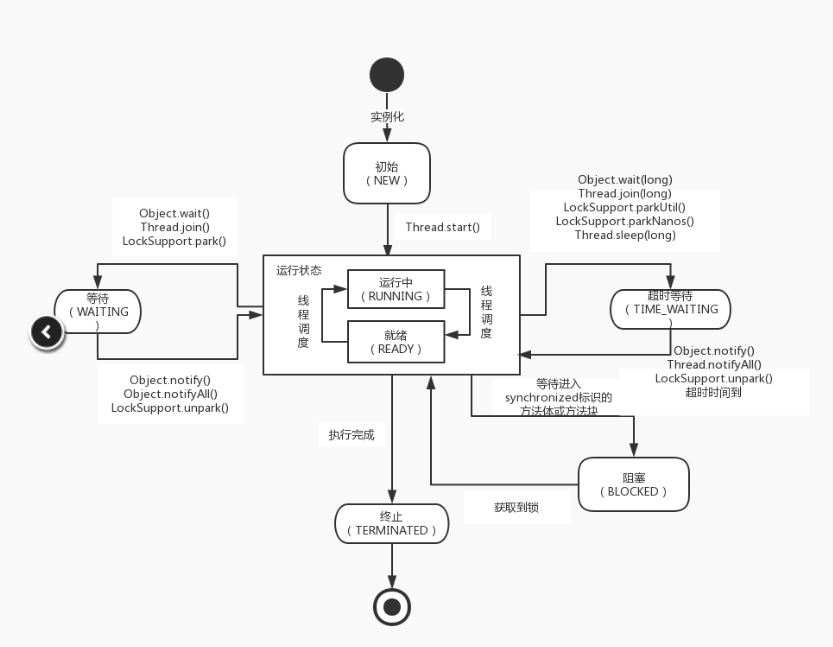 实例化
初始
( NEW )
Thread.start()
Object.wait(long)
Thread.join(long)
LockSupport.parkUtil()
LockSupport.parkNanos()
Thread.sleep(long)
Object.wait()
Thread.join()
LockSupport.park()
运行状态
运行中
( RUNNING )
线程调度
线程调度
就绪
( READY )
等待
( WAITING
)
超时等待
( TIME_WAITING
)
Object.notify()
Object.notifyAll()
LockSupport.unpark()
Object.notify()
Thread.notifyAll()
LockSupport.unpark()
超时时间到
等待进入
synchronized标识的
方法体或方法块
执行完成
阻塞
( BLOCKED )
获取到锁
终止
( TERMINATED )